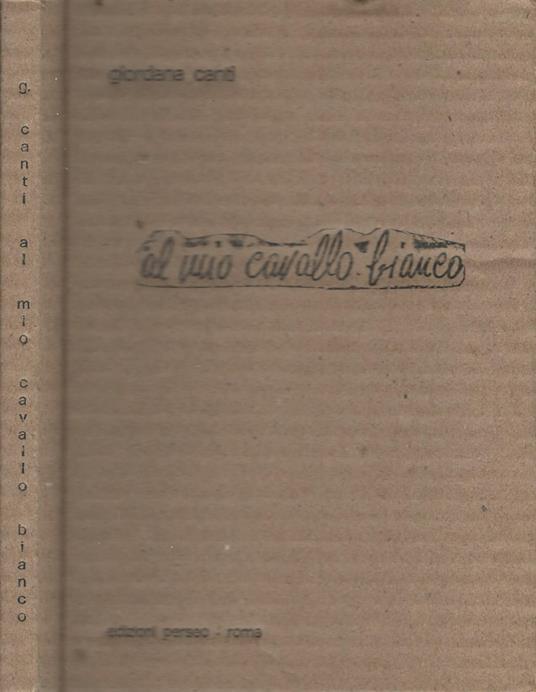 g. canti al mio cavallo bianco
giordana canti
al mio cavallo bianco
edizioni perseo - roma